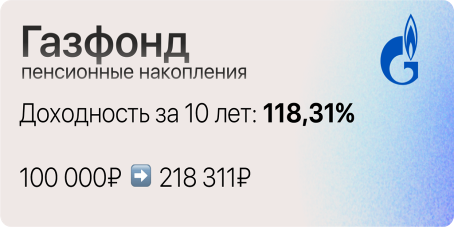 Газфонд
пенсионные накопления
Доходность за 10 лет: 118,31%
100 000₽ ➡️ 218 311₽